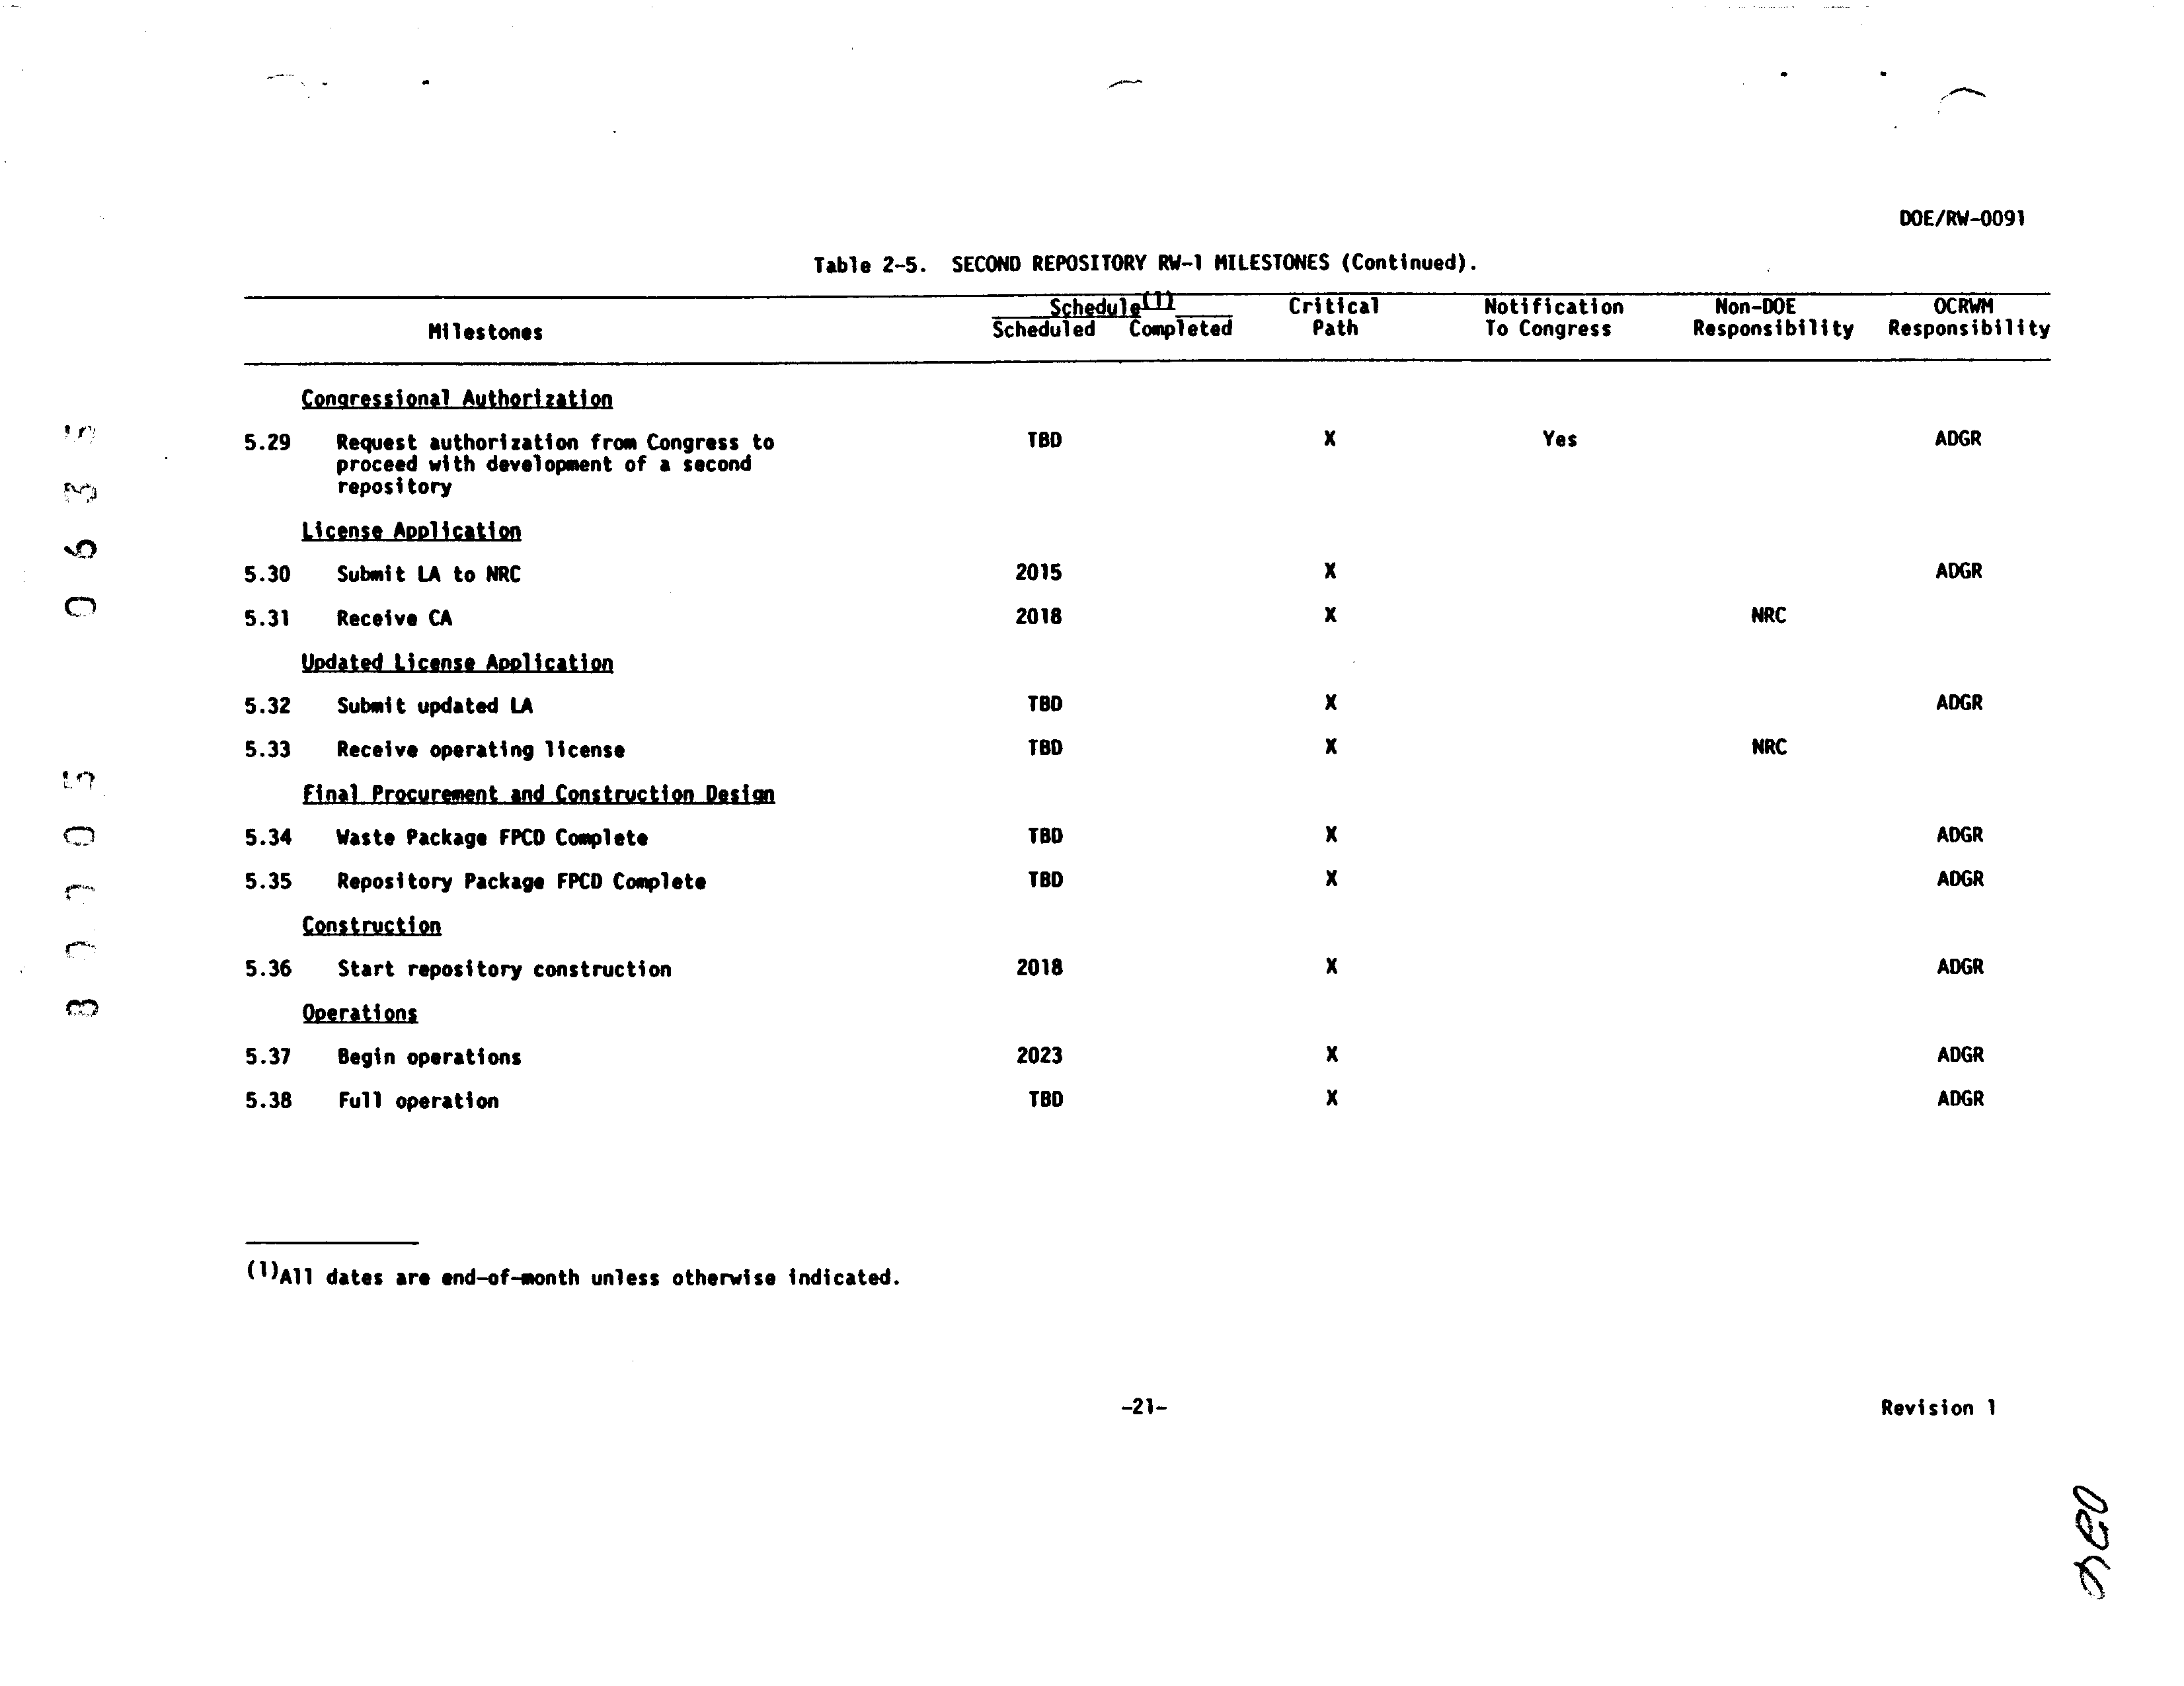 DOE/RW-0091
Table 2-5. SECOND REPOSITORY RW-1 MILESTONES (Continued).
Schedule(1) Critical Notification Non-DOE OCRWM
Milestones Scheduled Completed Path To Congress Responsibility Responsibility
Congressional Authorization
5.29 Request authorization from Congress to TBD X Yes ADGR
proceed with development of a second
repository
License Application
5.30 Submit LA to NRC 2015 X ADGR
5.31 Receive CA 2018 X NRC
Updated License Application
5.32 Submit updated LA TBD X ADGR
5.33 Receive operating license TBD X NRC
Final Procurement and Construction Design
5.34 Waste Package FPCD Complete TBD X ADGR
5.35 Repository Package FPCD Complete TBD X ADGR
Construction
5.36 Start repository construction 2018 X ADGR
Operations
5.37 Begin operations 2023 X ADGR
5.38 Full operation TBD X ADGR
(1)All dates are end-of-month unless otherwise indicated.
-21-
Revision 1